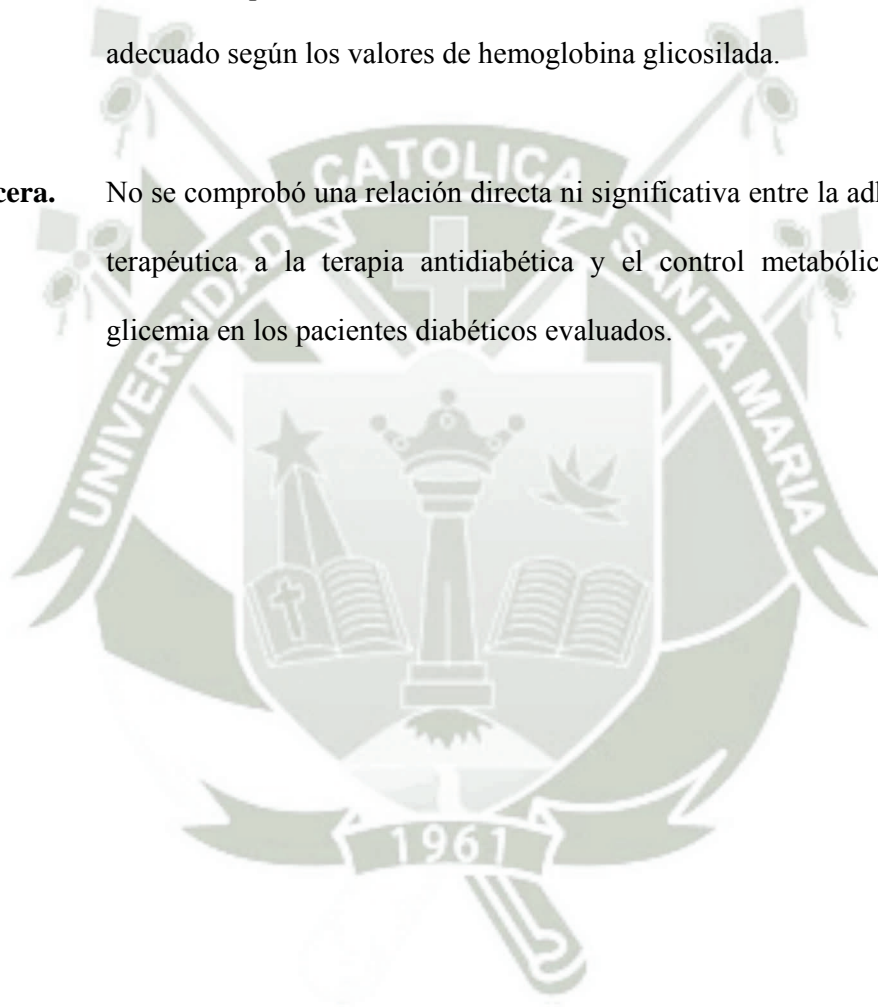 adecuado según los valores de hemoglobina glicosilada.
cera. No se comprobó una relación directa ni significativa entre la adh
terapéutica a la terapia antidiabética y el control metabólic
glicemia en los pacientes diabéticos evaluados.
UNIVERSIDAD CATOLICA SANTA MARIA
1961